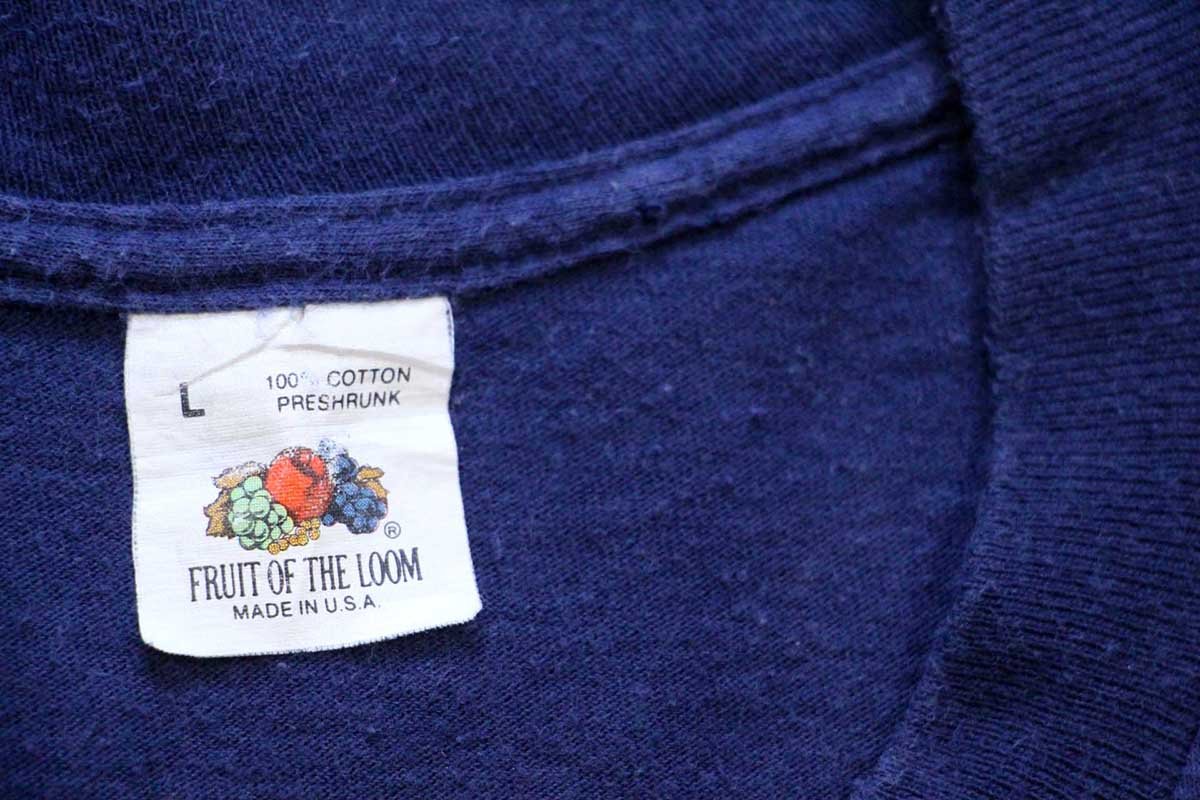 L
100% COTTON
PRESHRUNK
®
FRUIT OF THE LOOM
MADE IN U.S.A.